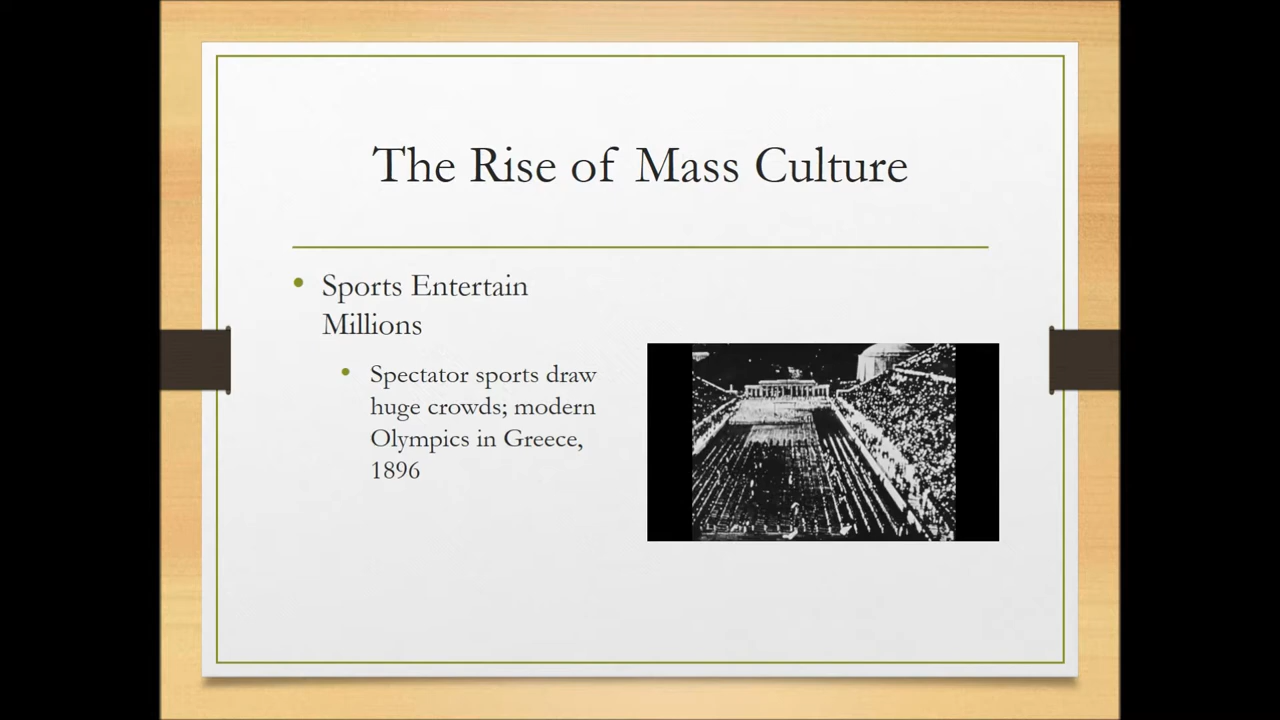 The Rise of Mass Culture
• Sports Entertain
Millions
• Spectator sports draw
huge crowds; modern
Olympics in Greece,
1896